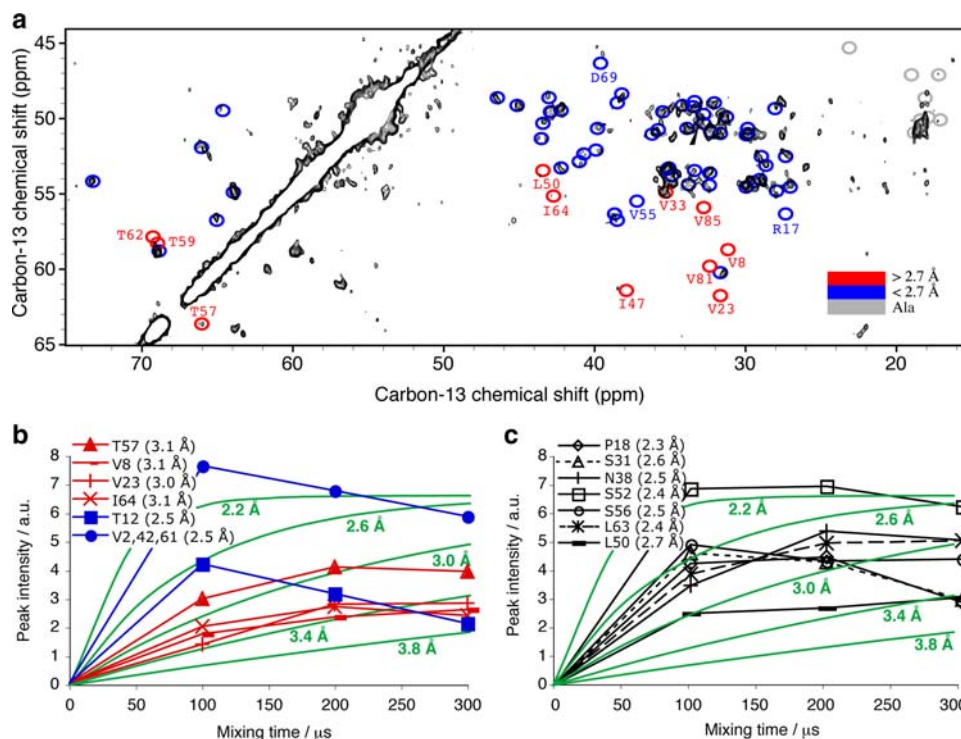 a
Carbon-13 chemical shift (ppm)
45
50
55
60
65
D69
L50
I64
V55
V33
V85
R17
T62
T59
T57
V8
V81
I47
V23
> 2.7 Å
< 2.7 Å
Ala
70 60 50 40 30 20
Carbon-13 chemical shift (ppm)
b
T57 (3.1 Å)
V8 (3.1 Å)
V23 (3.0 Å)
I64 (3.1 Å)
T12 (2.5 Å)
V2,42,61 (2.5 Å)
Peak intensity / a.u.
8
7
6
5
4
3
2
1
0
2.2 Å
2.6 Å
3.0 Å
3.4 Å
3.8 Å
0 50 100 150 200 250 300
Mixing time / μs
c
P18 (2.3 Å)
S31 (2.6 Å)
N38 (2.5 Å)
S52 (2.4 Å)
S56 (2.5 Å)
L63 (2.4 Å)
L50 (2.7 Å)
Peak intensity / a.u.
8
7
6
5
4
3
2
1
0
2.2 Å
2.6 Å
3.0 Å
3.4 Å
3.8 Å
0 50 100 150 200 250 300
Mixing time / μs